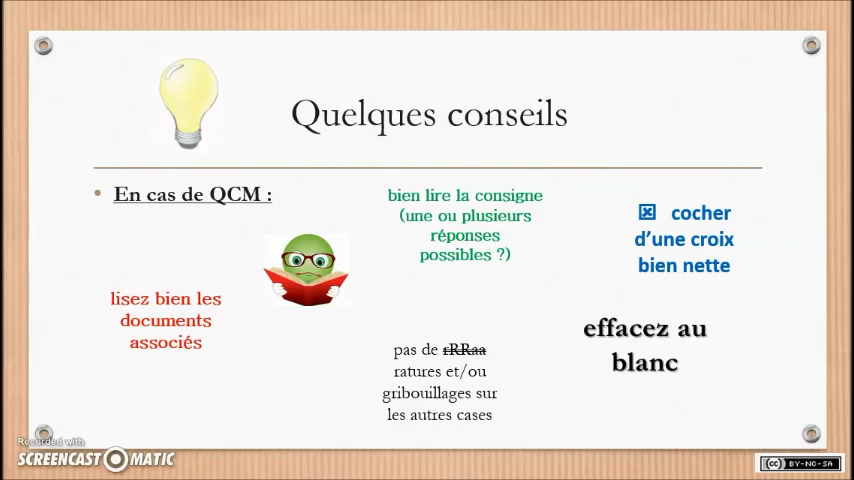 Quelques conseils
• En cas de QCM :
bien lire la consigne
(une ou plusieurs
réponses
possibles ?)
☒ cocher
d'une croix
bien nette
lisez bien les
documents
associés
effacez au
blanc
pas de rRRaa
ratures et/ou
gribouillages sur
les autres cases
Recorded with
SCREENCAST-O-MATIC
cc BY-NC-SA